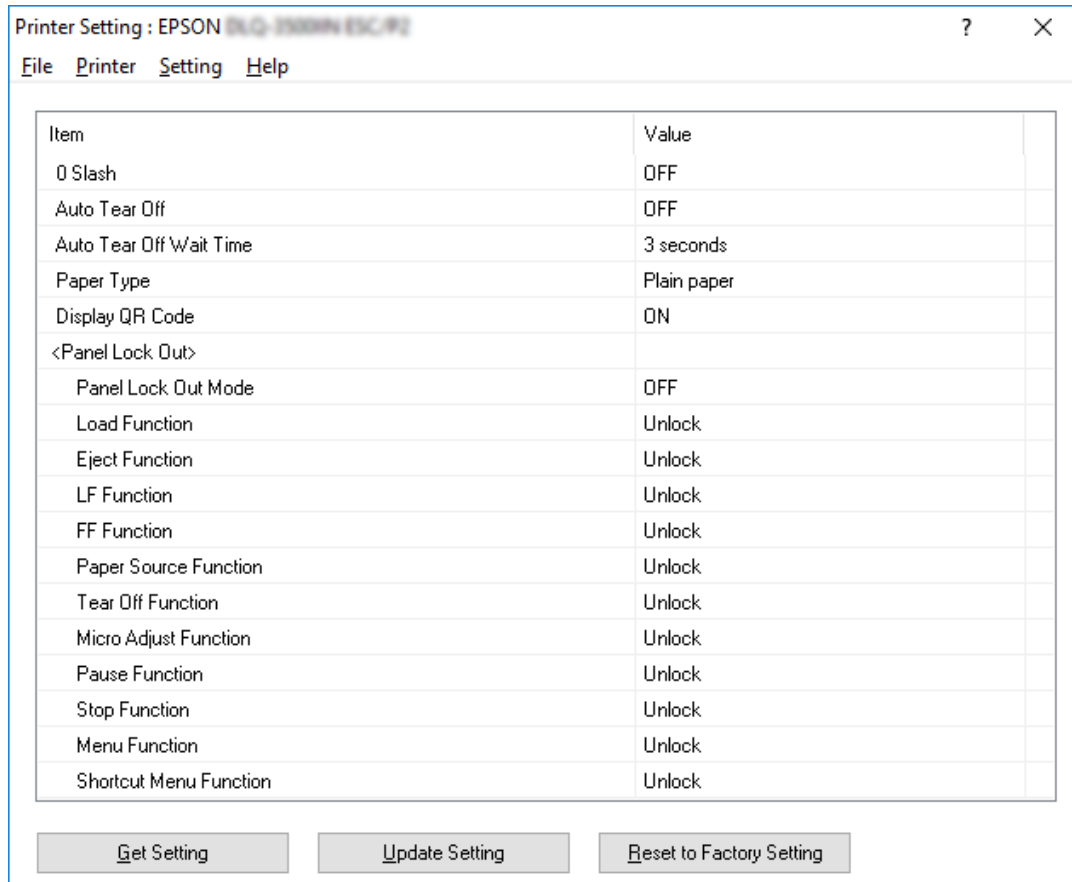 Printer Setting : EPSON
? ×
File Printer Setting Help
Item Value
0 Slash OFF
Auto Tear Off OFF
Auto Tear Off Wait Time 3 seconds
Paper Type Plain paper
Display QR Code ON
<Panel Lock Out>
Panel Lock Out Mode OFF
Load Function Unlock
Eject Function Unlock
LF Function Unlock
FF Function Unlock
Paper Source Function Unlock
Tear Off Function Unlock
Micro Adjust Function Unlock
Pause Function Unlock
Stop Function Unlock
Menu Function Unlock
Shortcut Menu Function Unlock
Get Setting Update Setting Reset to Factory Setting